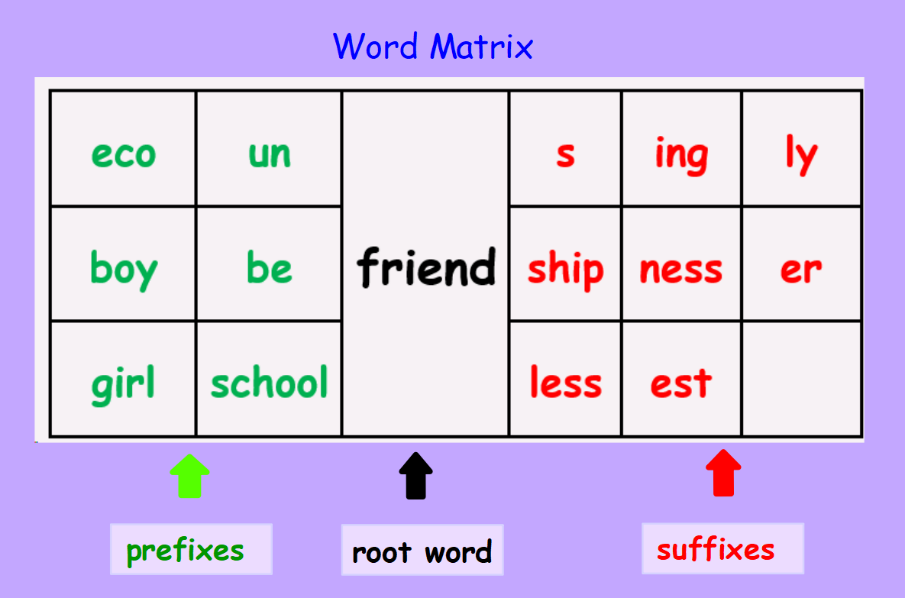 Word Matrix
eco un s ing ly
boy be friend ship ness er
girl school less est
prefixes root word suffixes